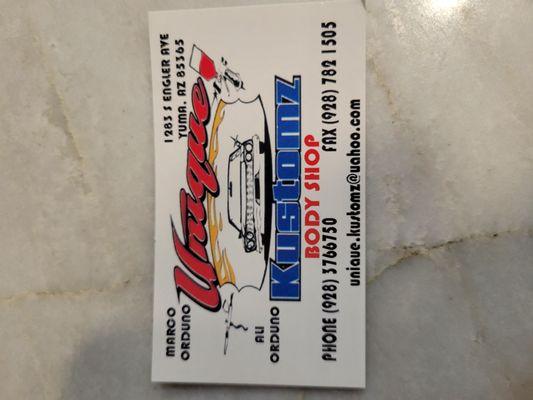 MARCO
ORDUNO
1283 S ENGLER AVE
YUMA, AZ 85365
Unique
ALI
ORDUNO
Kustomz
BODY SHOP
PHONE (928) 3766750 FAX (928) 782 1505
unique.kustomz@yahoo.com